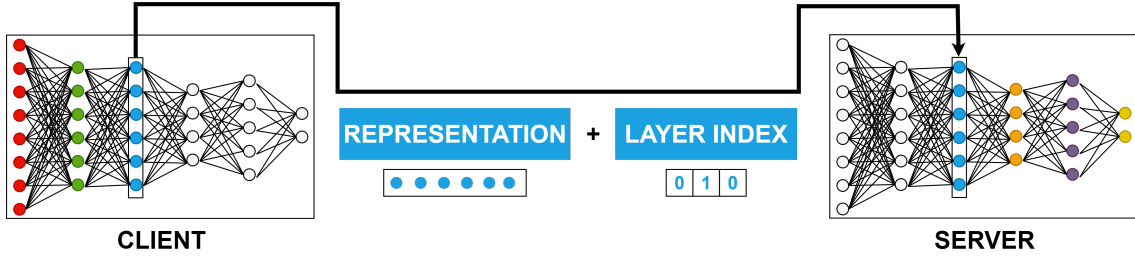 REPRESENTATION + LAYER INDEX
0 1 0
CLIENT SERVER